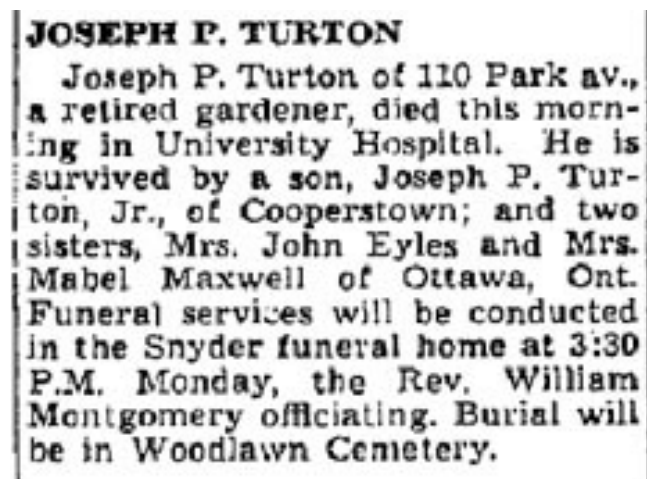 JOSEPH P. TURTON
Joseph P. Turton of 110 Park av.,
a retired gardener, died this morn-
ing in University Hospital. He is
survived by a son, Joseph P. Tur-
ton, Jr., of Cooperstown; and two
sisters, Mrs. John Eyles and Mrs.
Mabel Maxwell of Ottawa, Ont.
Funeral services will be conducted
in the Snyder funeral home at 3:30
P.M. Monday, the Rev. William
Montgomery officiating. Burial will
be in Woodlawn Cemetery.